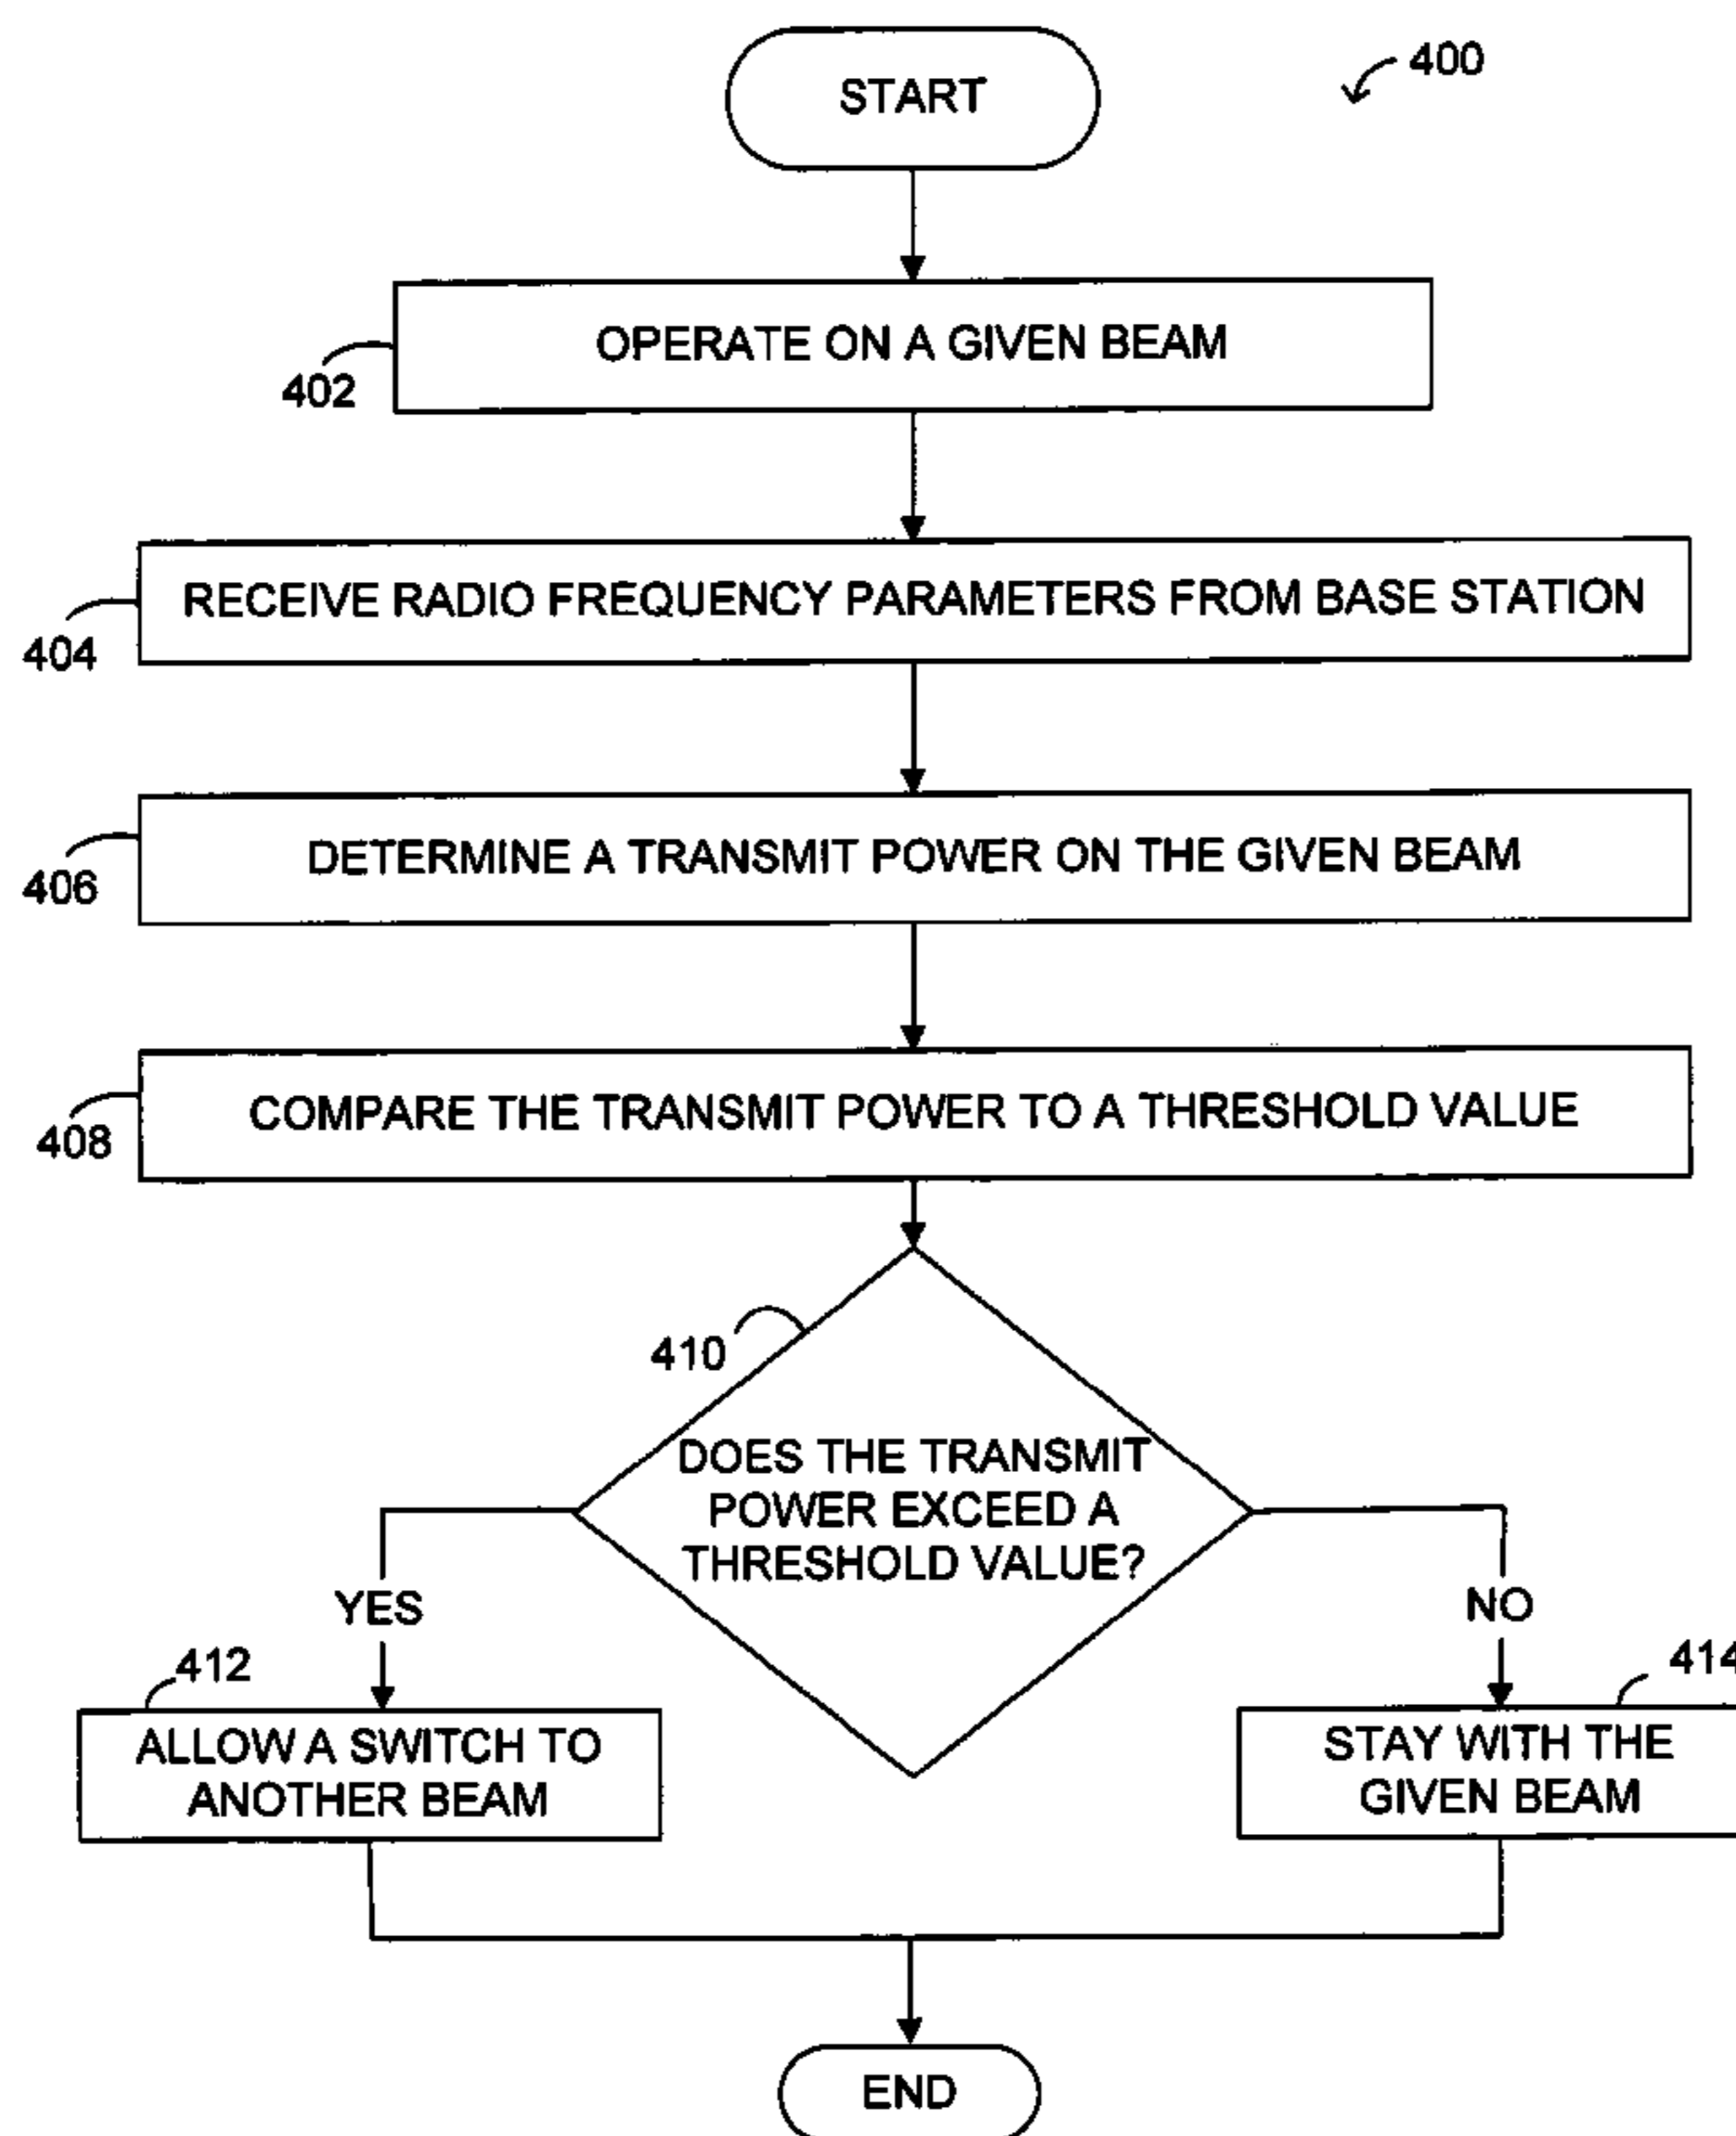 START
400
OPERATE ON A GIVEN BEAM
402
RECEIVE RADIO FREQUENCY PARAMETERS FROM BASE STATION
404
DETERMINE A TRANSMIT POWER ON THE GIVEN BEAM
406
COMPARE THE TRANSMIT POWER TO A THRESHOLD VALUE
408
410
DOES THE TRANSMIT
POWER EXCEED A
THRESHOLD VALUE?
YES
NO
412
414
ALLOW A SWITCH TO
ANOTHER BEAM
STAY WITH THE
GIVEN BEAM
END